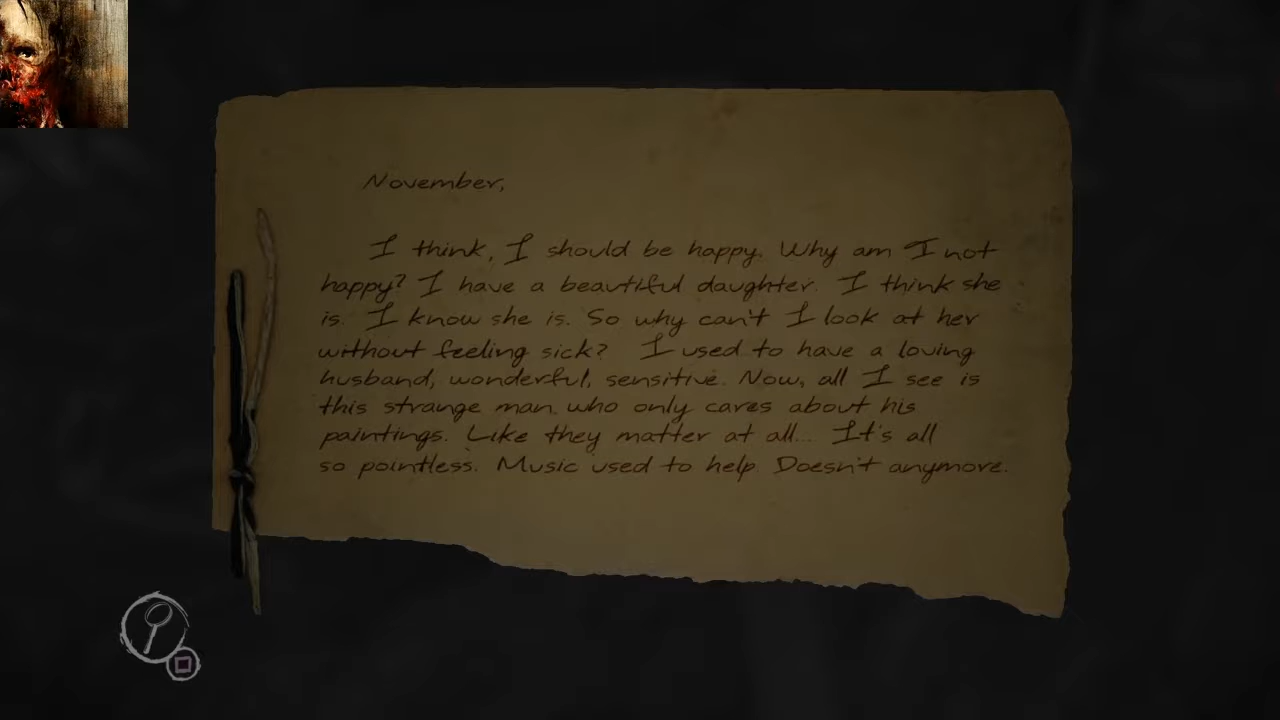 November,
I think, I should be happy. Why am I not
happy? I have a beautiful daughter. I think she
is. I know she is. So why can't I look at her
without feeling sick? I used to have a loving
husband, wonderful, sensitive. Now, all I see is
this strange man who only cares about his
paintings. Like they matter at all... It's all
so pointless. Music used to help. Doesn't anymore.